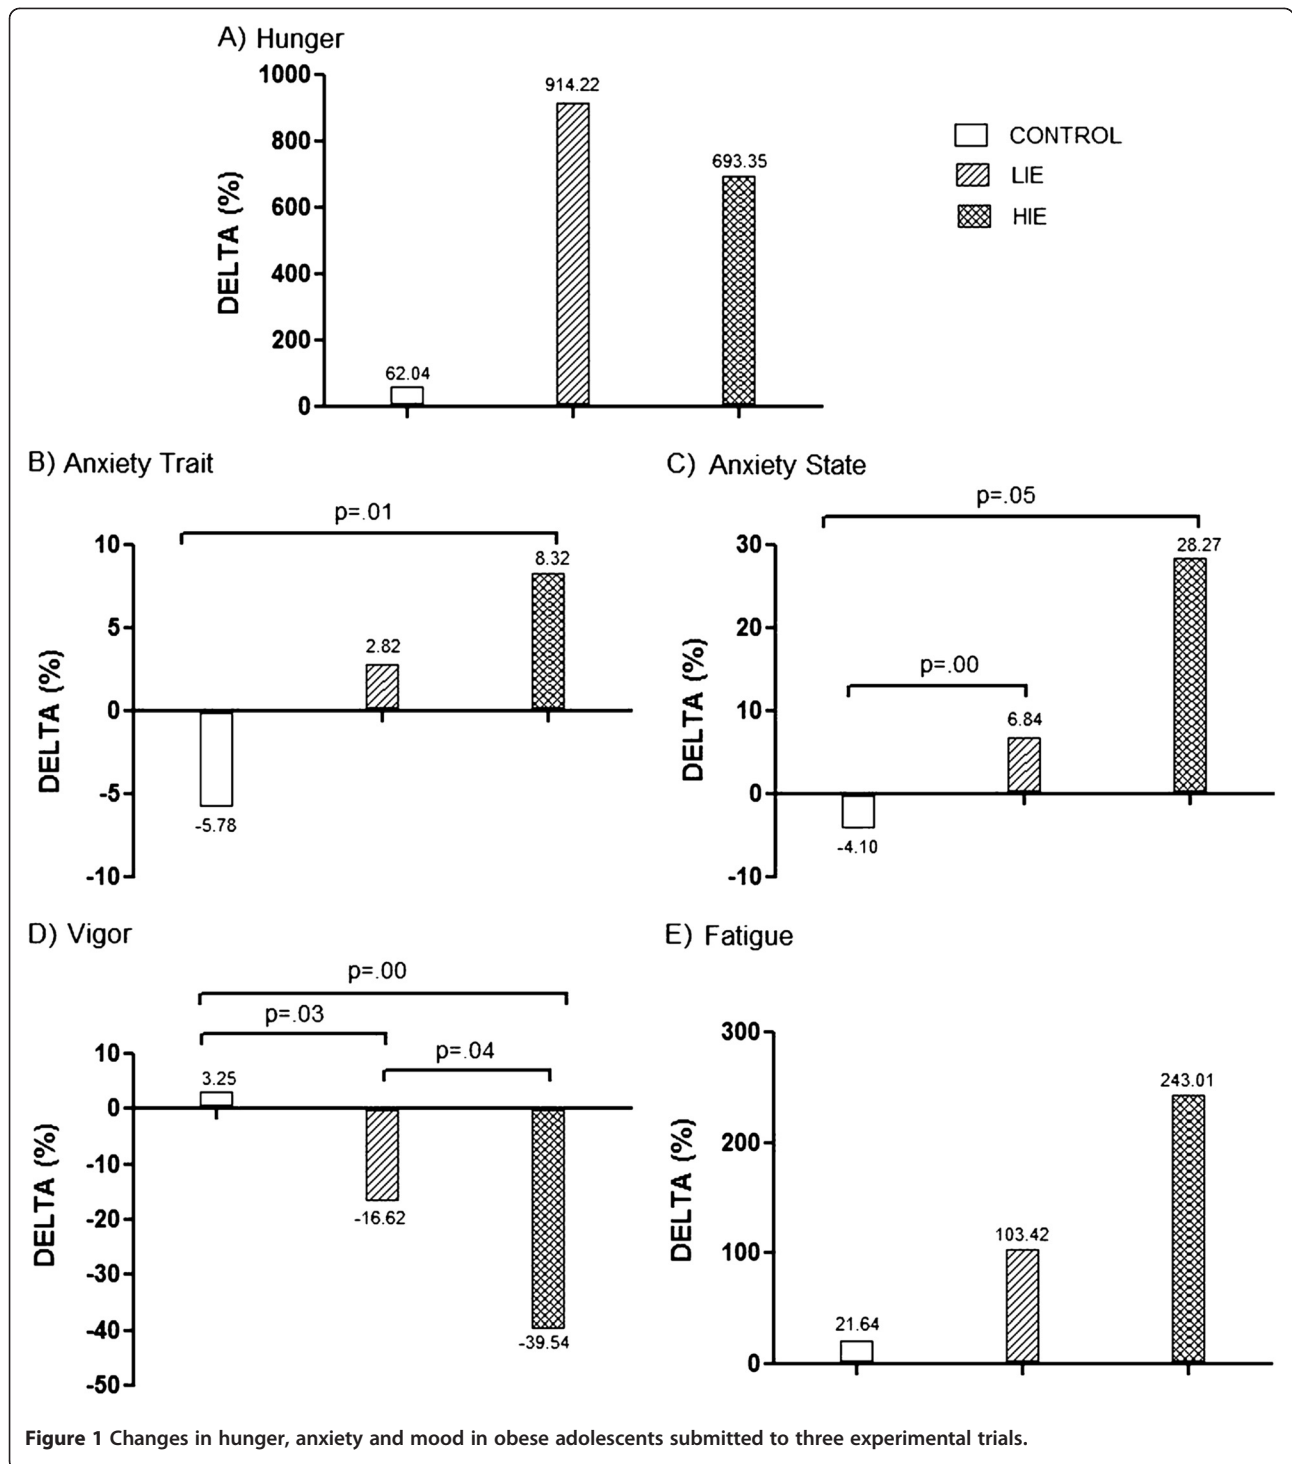 A) Hunger
1000
800
600
400
200
0
DELTA (%)
62.04
914.22
693.35
CONTROL
LIE
HIE
B) Anxiety Trait
p=.01
10
5
0
-5
-10
DELTA (%)
-5.78
2.82
8.32
C) Anxiety State
p=.05
p=.00
30
20
10
0
-10
DELTA (%)
-4.10
6.84
28.27
D) Vigor
p=.00
p=.03
p=.04
10
0
-10
-20
-30
-40
-50
DELTA (%)
3.25
-16.62
-39.54
E) Fatigue
300
200
100
0
DELTA (%)
21.64
103.42
243.01
Figure 1 Changes in hunger, anxiety and mood in obese adolescents submitted to three experimental trials.